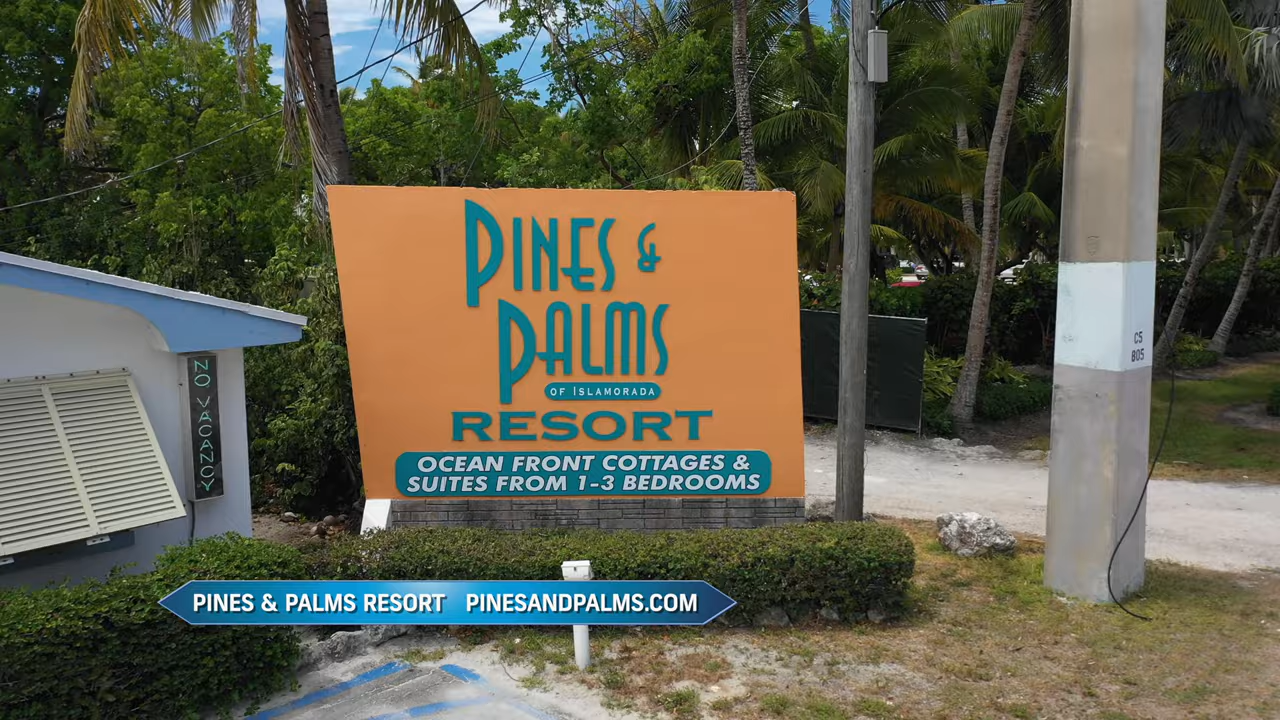 PINES &
PALMS
OF ISLAMORADA
RESORT
OCEAN FRONT COTTAGES &
SUITES FROM 1-3 BEDROOMS
NO VACANCY
C5
805
PINES & PALMS RESORT PINESANDPALMS.COM